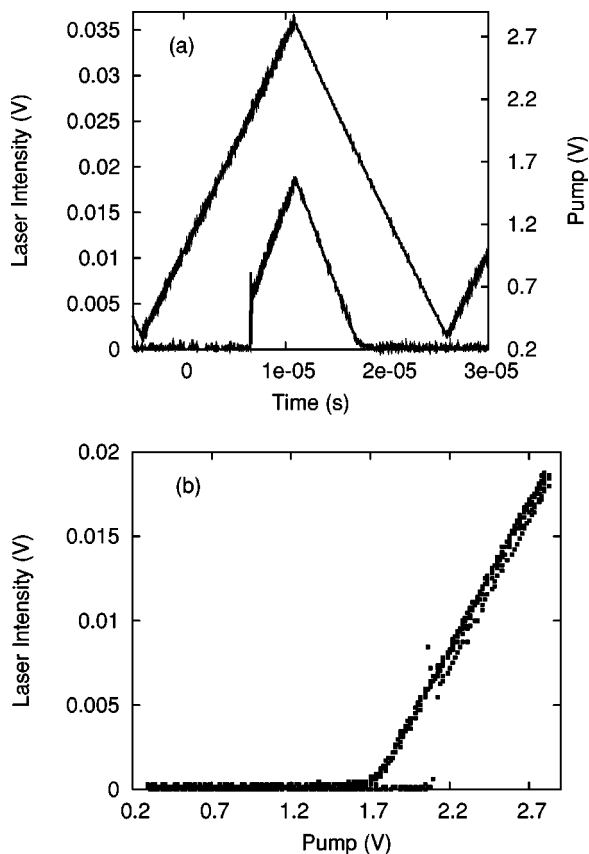 (a)
Laser Intensity (V)
0.035
0.03
0.025
0.02
0.015
0.01
0.005
0
2.7
2.2
1.7
1.2
0.7
0.2
Pump (V)
0
1e-05
2e-05
3e-05
Time (s)
(b)
Laser Intensity (V)
0.02
0.015
0.01
0.005
0
0.2
0.7
1.2
1.7
2.2
2.7
Pump (V)